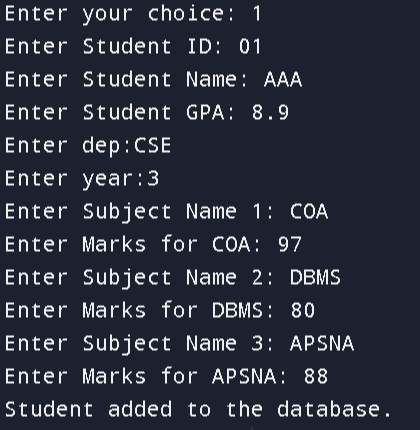 Enter your choice: 1
Enter Student ID: 01
Enter Student Name: AAA
Enter Student GPA: 8.9
Enter dep:CSE
Enter year:3
Enter Subject Name 1: COA
Enter Marks for COA: 97
Enter Subject Name 2: DBMS
Enter Marks for DBMS: 80
Enter Subject Name 3: APSNA
Enter Marks for APSNA: 88
Student added to the database.